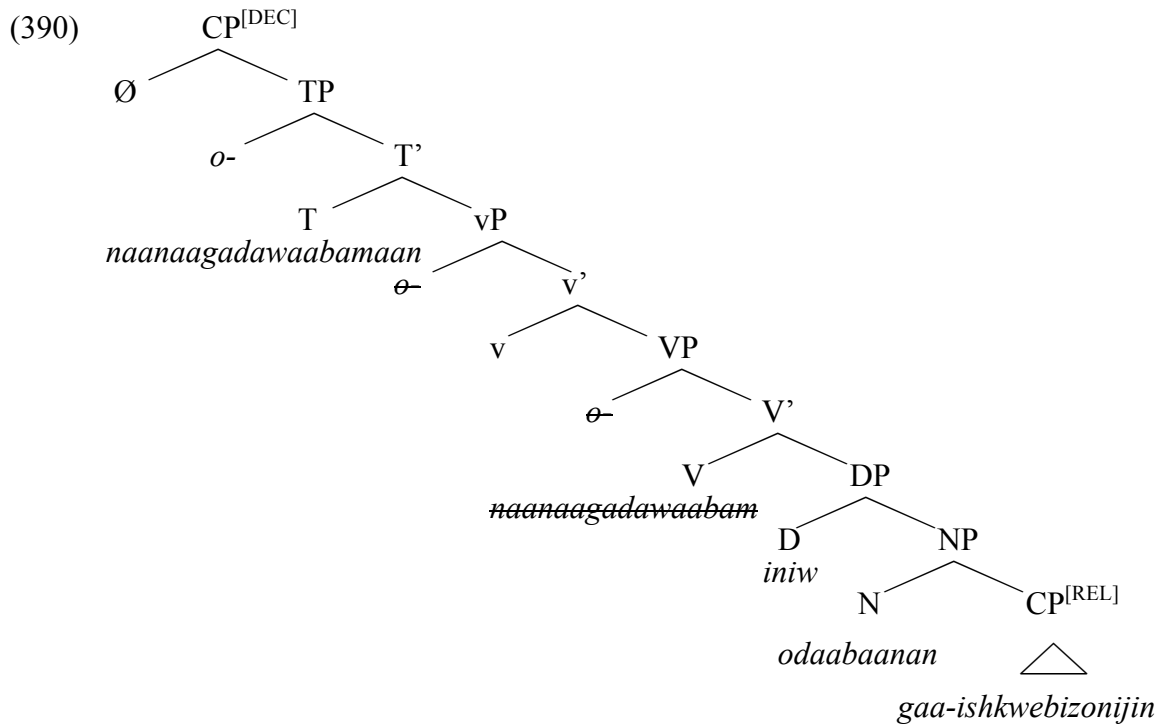 (390) CP[DEC]
Ø TP
o- T’
T vP
naanaagadawaabamaan
o- v’
v VP
o- V’
V DP
naanaagadawaabam
D NP
iniw
N CP[REL]
odaabaanan
gaa-ishkwebizonijin